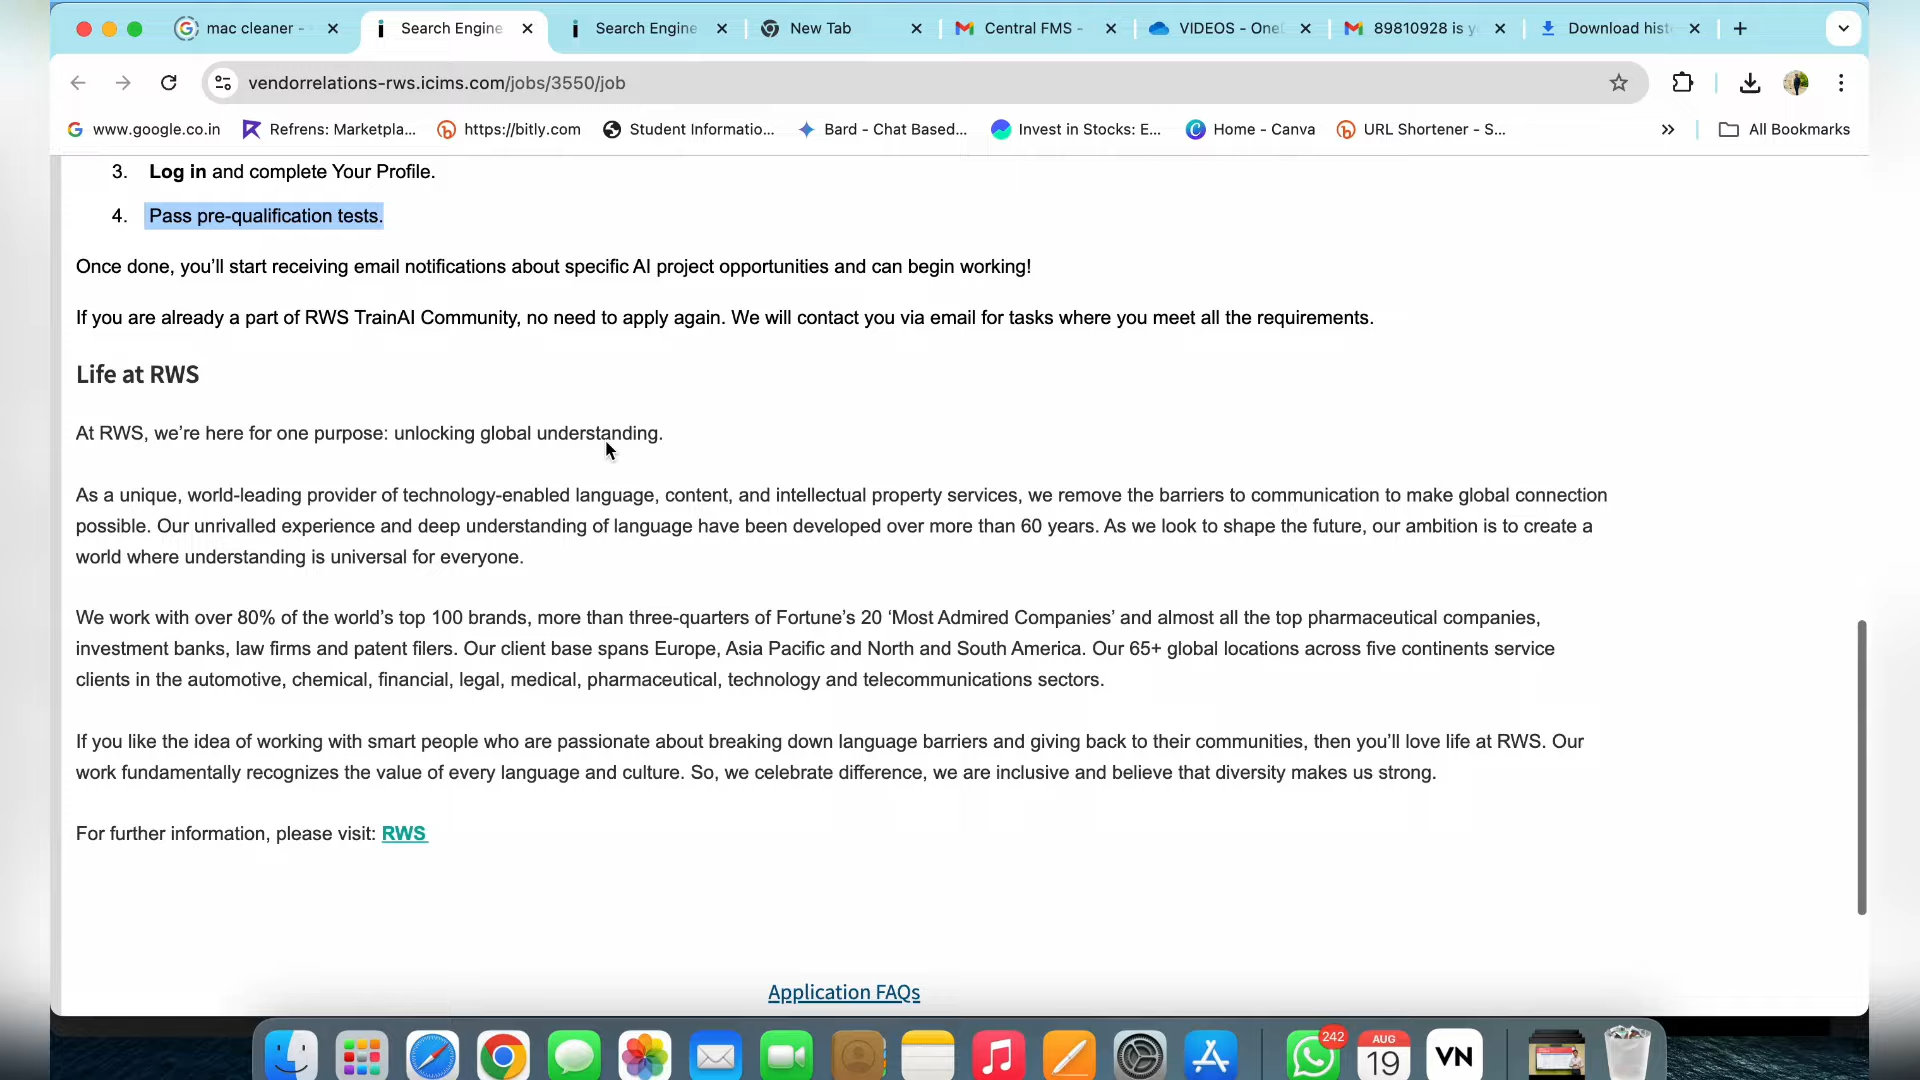 mac cleaner -
Search Engine
Search Engine
New Tab
Central FMS -
VIDEOS - One
89810928 is y
Download hist
vendorrelations-rws.icims.com/jobs/3550/job
www.google.co.in
Refrens: Marketpla...
https://bitly.com
Student Informatio...
Bard - Chat Based...
Invest in Stocks: E...
Home - Canva
URL Shortener - S...
All Bookmarks
3. Log in and complete Your Profile.
4. Pass pre-qualification tests.
Once done, you’ll start receiving email notifications about specific AI project opportunities and can begin working!
If you are already a part of RWS TrainAI Community, no need to apply again. We will contact you via email for tasks where you meet all the requirements.
Life at RWS
At RWS, we’re here for one purpose: unlocking global understanding.
As a unique, world-leading provider of technology-enabled language, content, and intellectual property services, we remove the barriers to communication to make global connection
possible. Our unrivalled experience and deep understanding of language have been developed over more than 60 years. As we look to shape the future, our ambition is to create a
world where understanding is universal for everyone.
We work with over 80% of the world’s top 100 brands, more than three-quarters of Fortune’s 20 ‘Most Admired Companies’ and almost all the top pharmaceutical companies,
investment banks, law firms and patent filers. Our client base spans Europe, Asia Pacific and North and South America. Our 65+ global locations across five continents service
clients in the automotive, chemical, financial, legal, medical, pharmaceutical, technology and telecommunications sectors.
If you like the idea of working with smart people who are passionate about breaking down language barriers and giving back to their communities, then you’ll love life at RWS. Our
work fundamentally recognizes the value of every language and culture. So, we celebrate difference, we are inclusive and believe that diversity makes us strong.
For further information, please visit: RWS
Application FAQs
242
AUG
19
VN